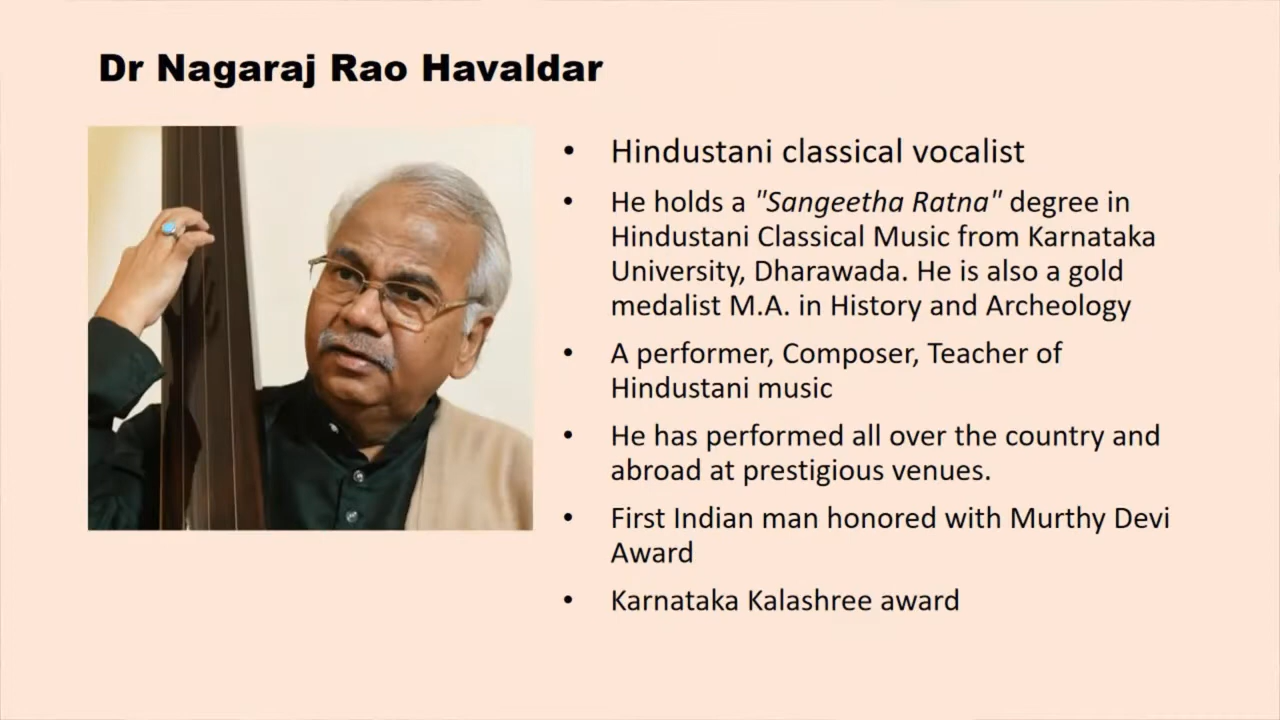 Dr Nagaraj Rao Havaldar
• Hindustani classical vocalist
• He holds a "Sangeetha Ratna" degree in
Hindustani Classical Music from Karnataka
University, Dharawada. He is also a gold
medalist M.A. in History and Archeology
• A performer, Composer, Teacher of
Hindustani music
• He has performed all over the country and
abroad at prestigious venues.
• First Indian man honored with Murthy Devi
Award
• Karnataka Kalashree award